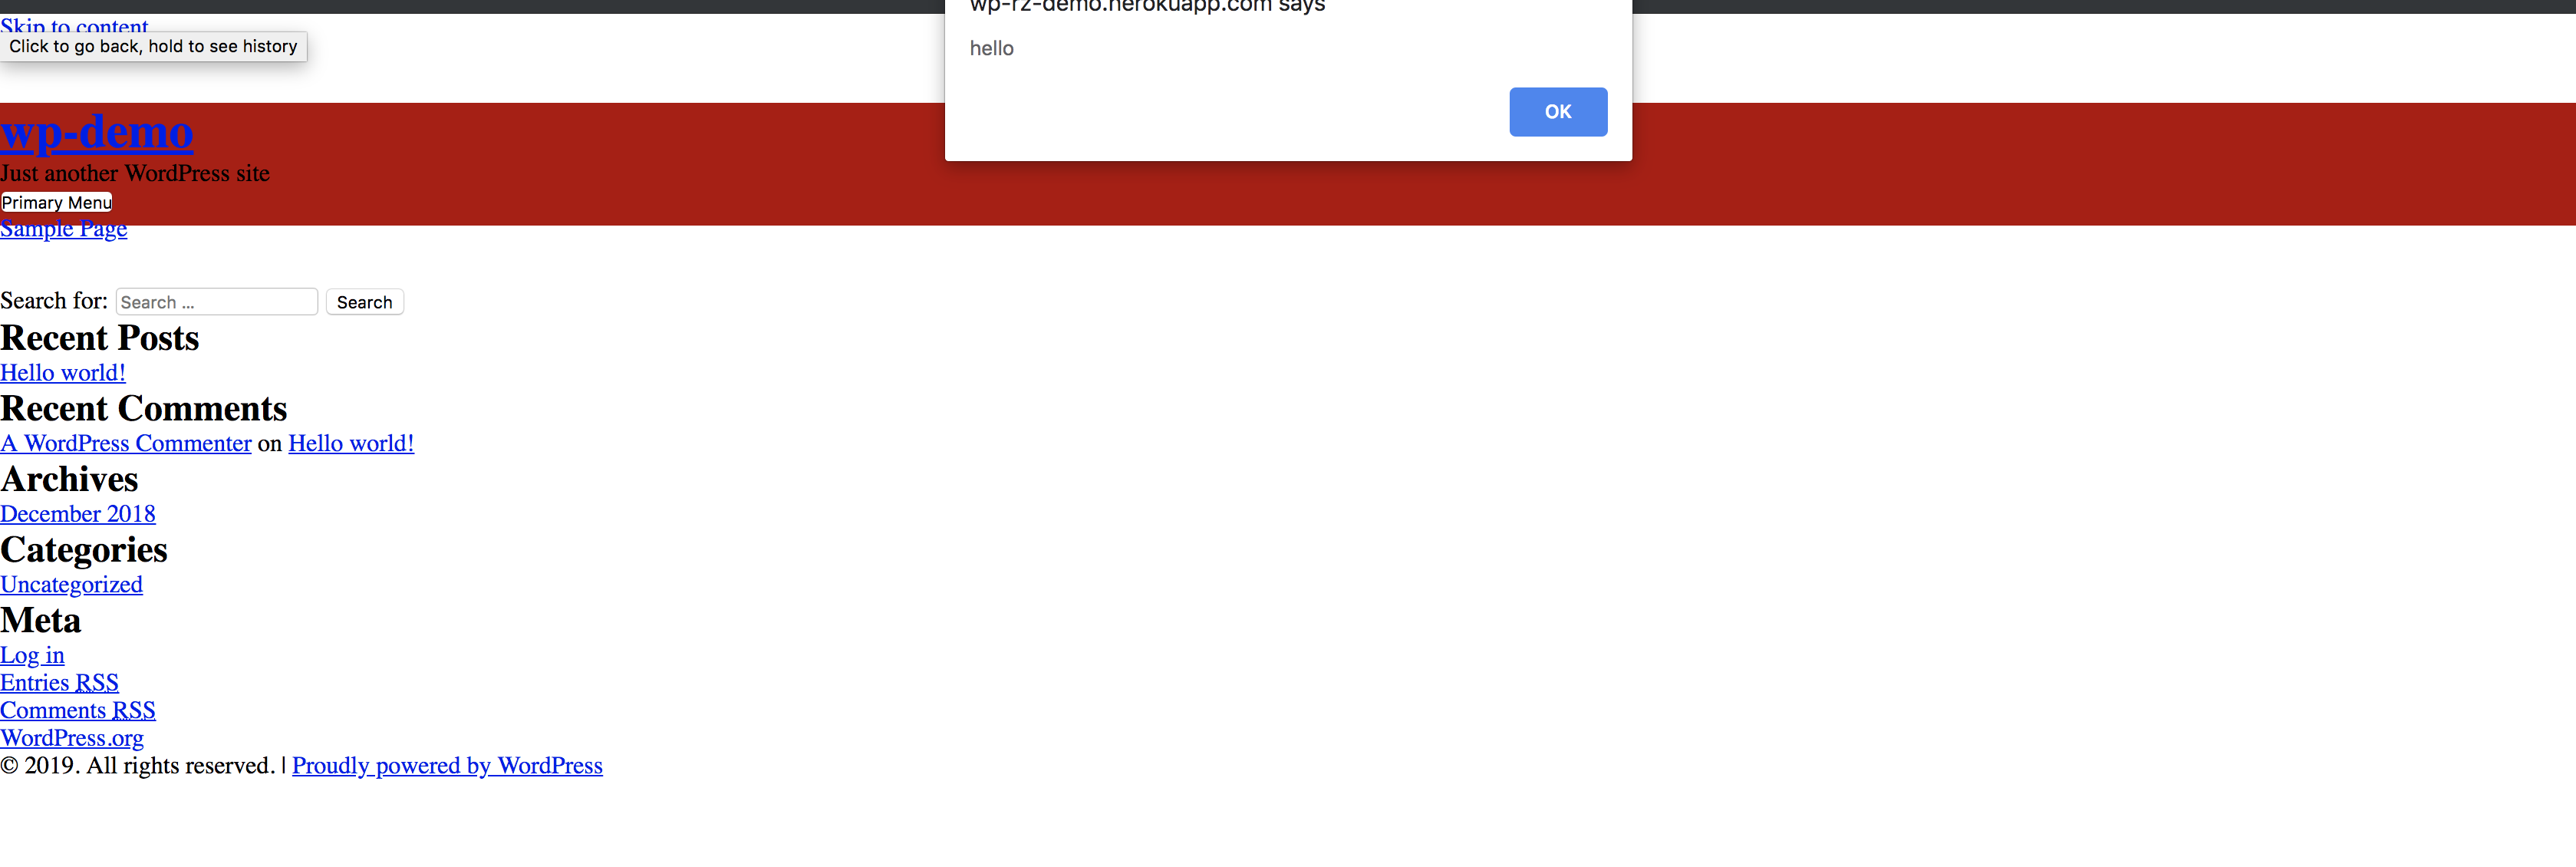 wp-rz-demo.herokuapp.com says
Skip to content
Click to go back, hold to see history
hello
OK
wp-demo
Just another WordPress site
Primary Menu
Sample Page
Search for: Search ... Search
Recent Posts
Hello world!
Recent Comments
A WordPress Commenter on Hello world!
Archives
December 2018
Categories
Uncategorized
Meta
Log in
Entries RSS
Comments RSS
WordPress.org
© 2019. All rights reserved. | Proudly powered by WordPress